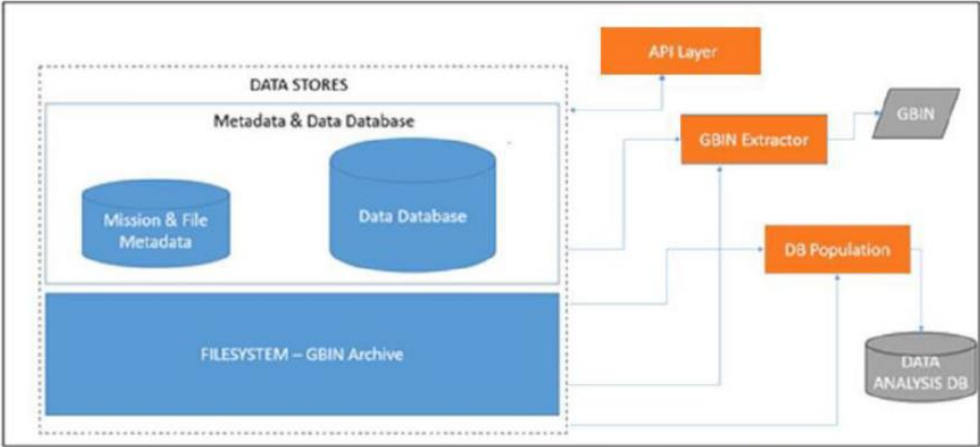 DATA STORES
Metadata & Data Database
Mission & File
Metadata
Data Database
FILESYSTEM – GBIN Archive
API Layer
GBIN Extractor
GBIN
DB Population
DATA
ANALYSIS DB